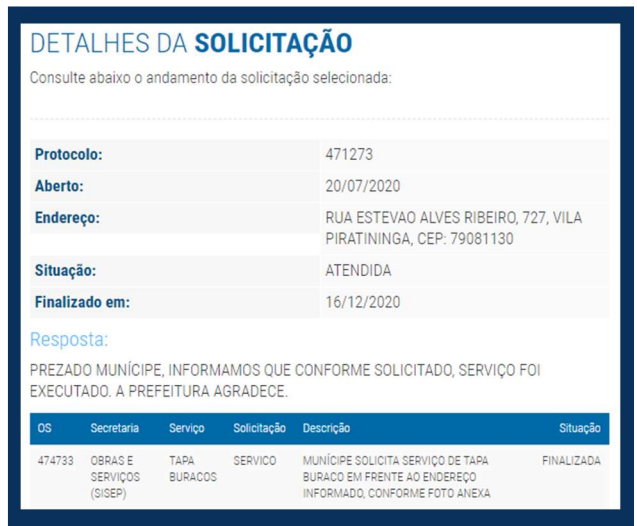 DETALHES DA SOLICITAÇÃO
Consulte abaixo o andamento da solicitação selecionada:
Protocolo: 471273
Aberto: 20/07/2020
Endereço: RUA ESTEVAO ALVES RIBEIRO, 727, VILA
PIRATININGA, CEP: 79081130
Situação: ATENDIDA
Finalizado em: 16/12/2020
Resposta:
PREZADO MUNÍCIPE, INFORMAMOS QUE CONFORME SOLICITADO, SERVIÇO FOI
EXECUTADO. A PREFEITURA AGRADECE.
OS Secretaria Serviço Solicitação Descrição Situação
474733 OBRAS E TAPA SERVICO MUNÍCIPE SOLICITA SERVIÇO DE TAPA FINALIZADA
SERVIÇOS BURACOS BURACO EM FRENTE AO ENDEREÇO
(SISEP) INFORMADO, CONFORME FOTO ANEXA